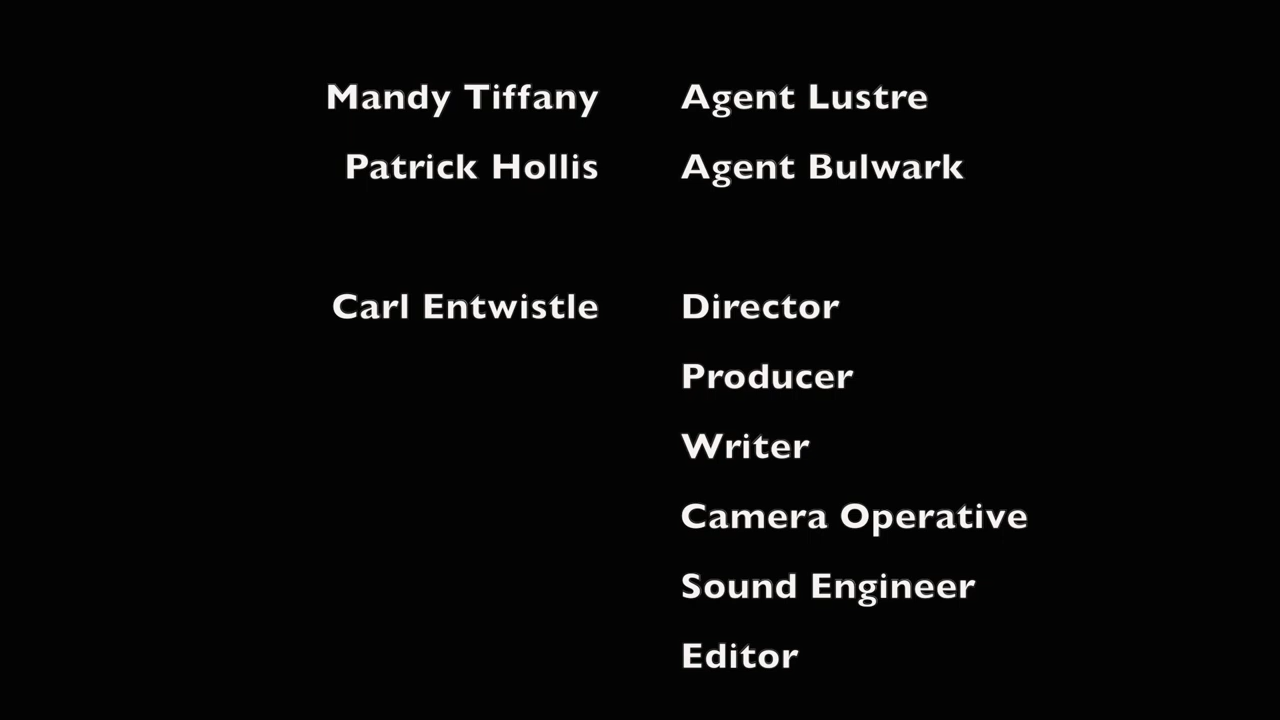 Mandy Tiffany Agent Lustre
Patrick Hollis Agent Bulwark
Carl Entwistle Director
Producer
Writer
Camera Operative
Sound Engineer
Editor